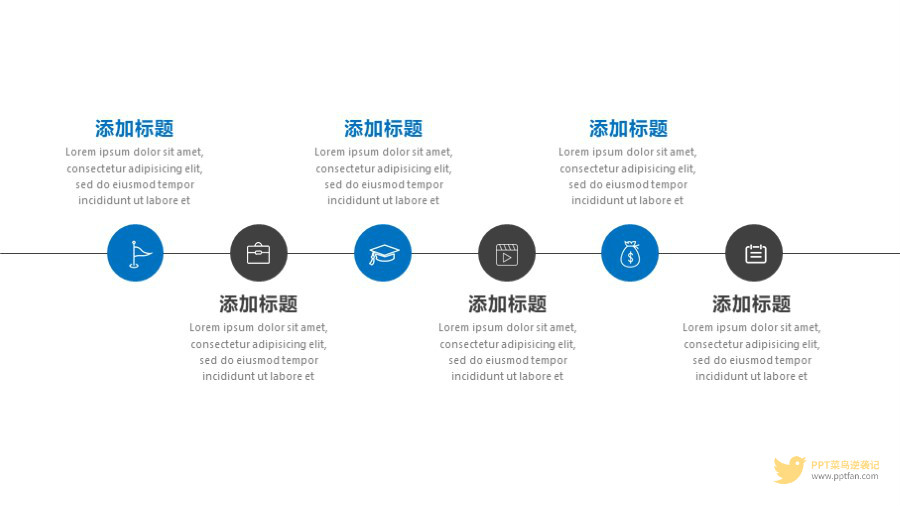 添加标题
Lorem ipsum dolor sit amet,
consectetur adipisicing elit,
sed do eiusmod tempor
incididunt ut labore et
添加标题
Lorem ipsum dolor sit amet,
consectetur adipisicing elit,
sed do eiusmod tempor
incididunt ut labore et
添加标题
Lorem ipsum dolor sit amet,
consectetur adipisicing elit,
sed do eiusmod tempor
incididunt ut labore et
$
添加标题
Lorem ipsum dolor sit amet,
consectetur adipisicing elit,
sed do eiusmod tempor
incididunt ut labore et
添加标题
Lorem ipsum dolor sit amet,
consectetur adipisicing elit,
sed do eiusmod tempor
incididunt ut labore et
添加标题
Lorem ipsum dolor sit amet,
consectetur adipisicing elit,
sed do eiusmod tempor
incididunt ut labore et
PPT菜鸟逆袭记
www.pptfan.com